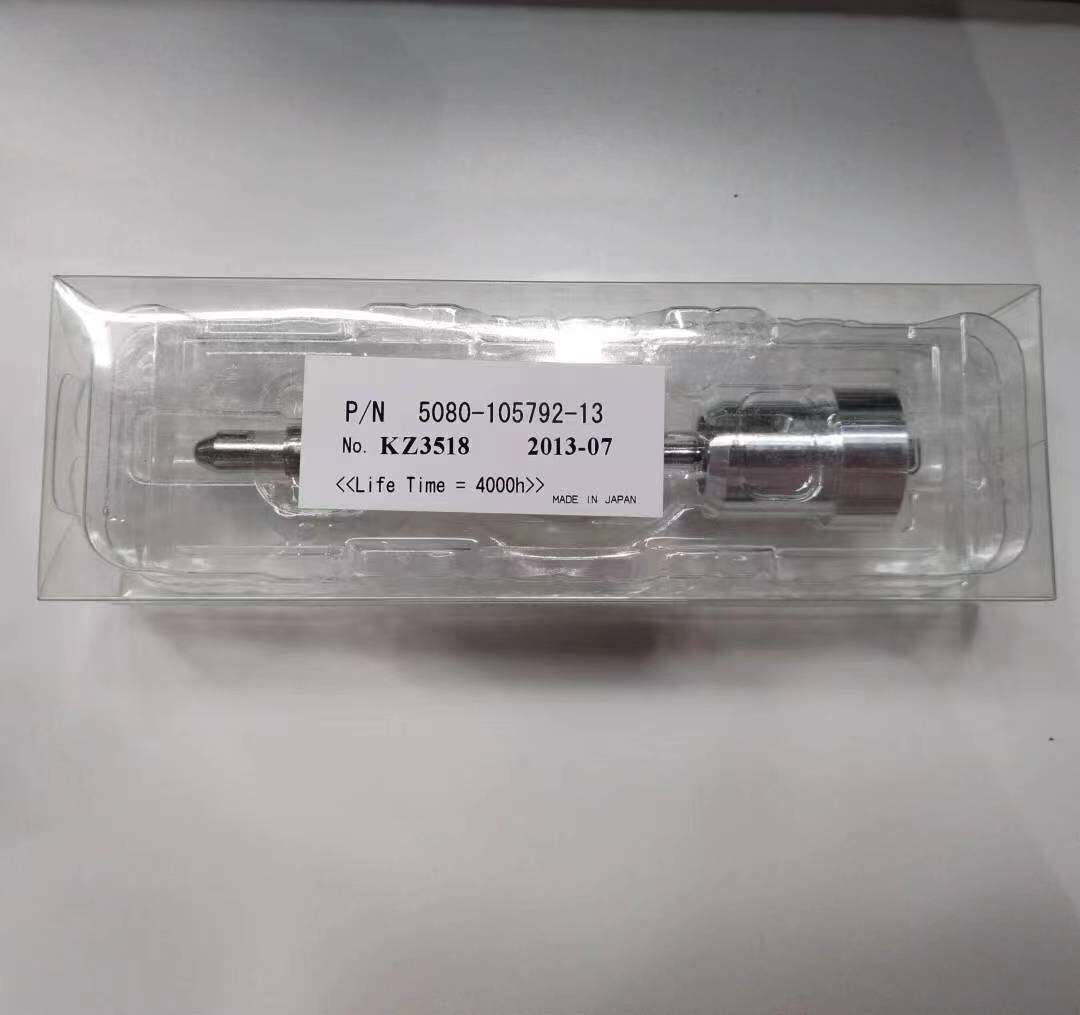 P/N 5080-105792-13
No. KZ3518 2013-07
<<Life Time = 4000h>>
MADE IN JAPAN